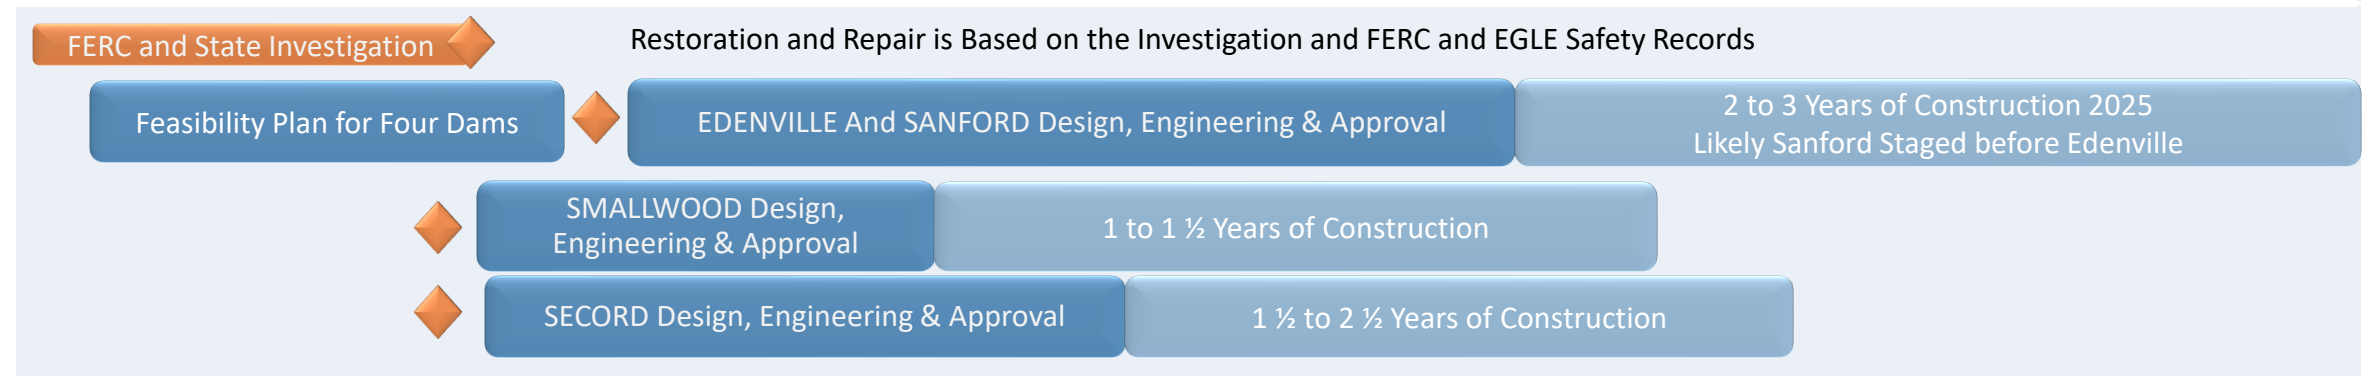 FERC and State Investigation
Restoration and Repair is Based on the Investigation and FERC and EGLE Safety Records
Feasibility Plan for Four Dams
EDENVILLE And SANFORD Design, Engineering & Approval
2 to 3 Years of Construction 2025
Likely Sanford Staged before Edenville
SMALLWOOD Design,
Engineering & Approval
1 to 1 ½ Years of Construction
SECORD Design, Engineering & Approval
1 ½ to 2 ½ Years of Construction